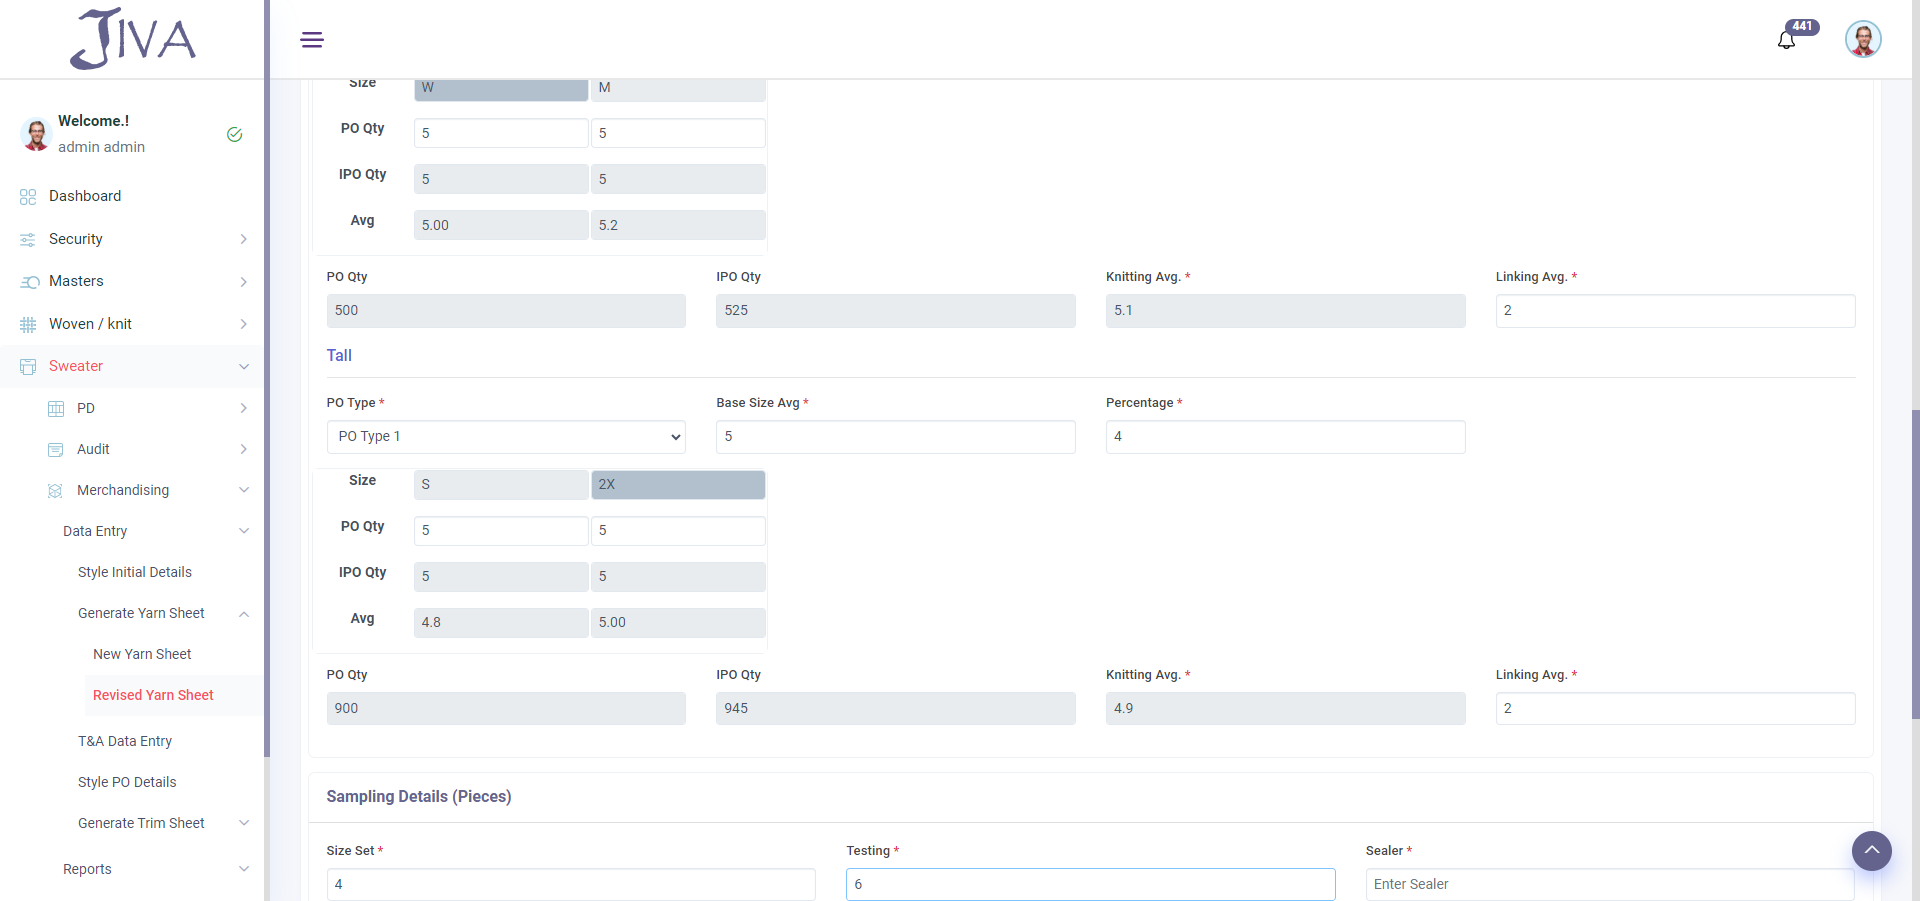 JIVA
441
Welcome.!
admin admin
Dashboard
Security
Masters
Woven / knit
Sweater
PD
Audit
Merchandising
Data Entry
Style Initial Details
Generate Yarn Sheet
New Yarn Sheet
Revised Yarn Sheet
T&A Data Entry
Style PO Details
Generate Trim Sheet
Reports
Size W M
PO Qty 5 5
IPO Qty 5 5
Avg 5.00 5.2
PO Qty IPO Qty Knitting Avg. * Linking Avg. *
500 525 5.1 2
Tall
PO Type * Base Size Avg * Percentage *
PO Type 1 5 4
Size S 2X
PO Qty 5 5
IPO Qty 5 5
Avg 4.8 5.00
PO Qty IPO Qty Knitting Avg. * Linking Avg. *
900 945 4.9 2
Sampling Details (Pieces)
Size Set * Testing * Sealer *
4 6 Enter Sealer